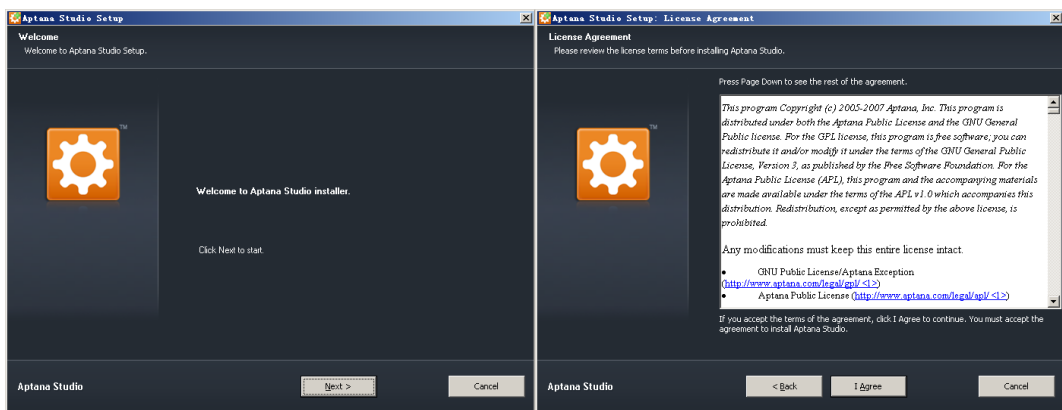 Aptana Studio Setup
Welcome
Welcome to Aptana Studio Setup.
TM
Welcome to Aptana Studio installer.
Click Next to start.
Aptana Studio
Next >
Cancel
Aptana Studio Setup: License Agreement
License Agreement
Please review the license terms before installing Aptana Studio.
TM
Press Page Down to see the rest of the agreement.
This program Copyright (c) 2005-2007 Aptana, Inc. This program is
distributed under both the Aptana Public License and the GNU General
Public license. For the GPL license, this program is free software; you can
redistribute it and/or modify it under the terms of the GNU General Public
License, Version 3, as published by the Free Software Foundation. For the
Aptana Public License (APL), this program and the accompanying materials
are made available under the terms of the APL v1.0 which accompanies this
distribution. Redistribution, except as permitted by the above license, is
prohibited.
Any modifications must keep this entire license intact.
• GNU Public License/Aptana Exception
(http://www.aptana.com/legal/gpl/ <1>)
• Aptana Public License (http://www.aptana.com/legal/apl/ <1>)
If you accept the terms of the agreement, click I Agree to continue. You must accept the
agreement to install Aptana Studio.
Aptana Studio
< Back
I Agree
Cancel